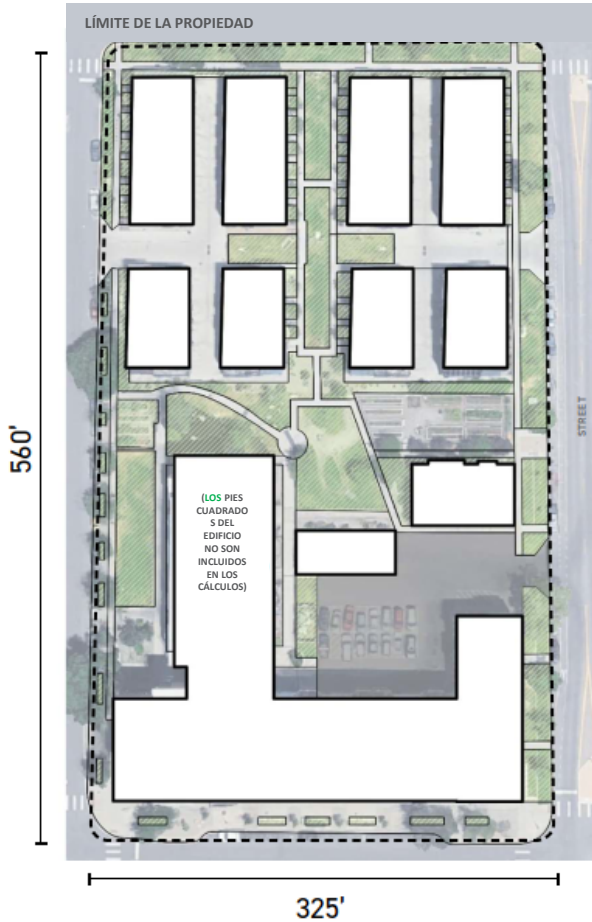 LÍMITE DE LA PROPIEDAD
560'
STREET
(LOS PIES
CUADRADO
S DEL
EDIFICIO
NO SON
INCLUIDOS
EN LOS
CÁLCULOS)
325'